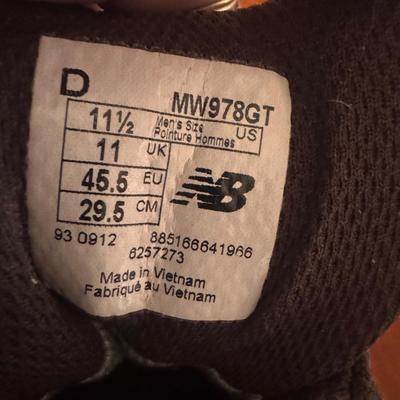 D
MW978GT
11½ Men's Size Pointure Hommes US
11 UK
45.5 EU
29.5 CM
NB
93 0912 885166641966
6257273
Made in Vietnam
Fabriqué au Vietnam